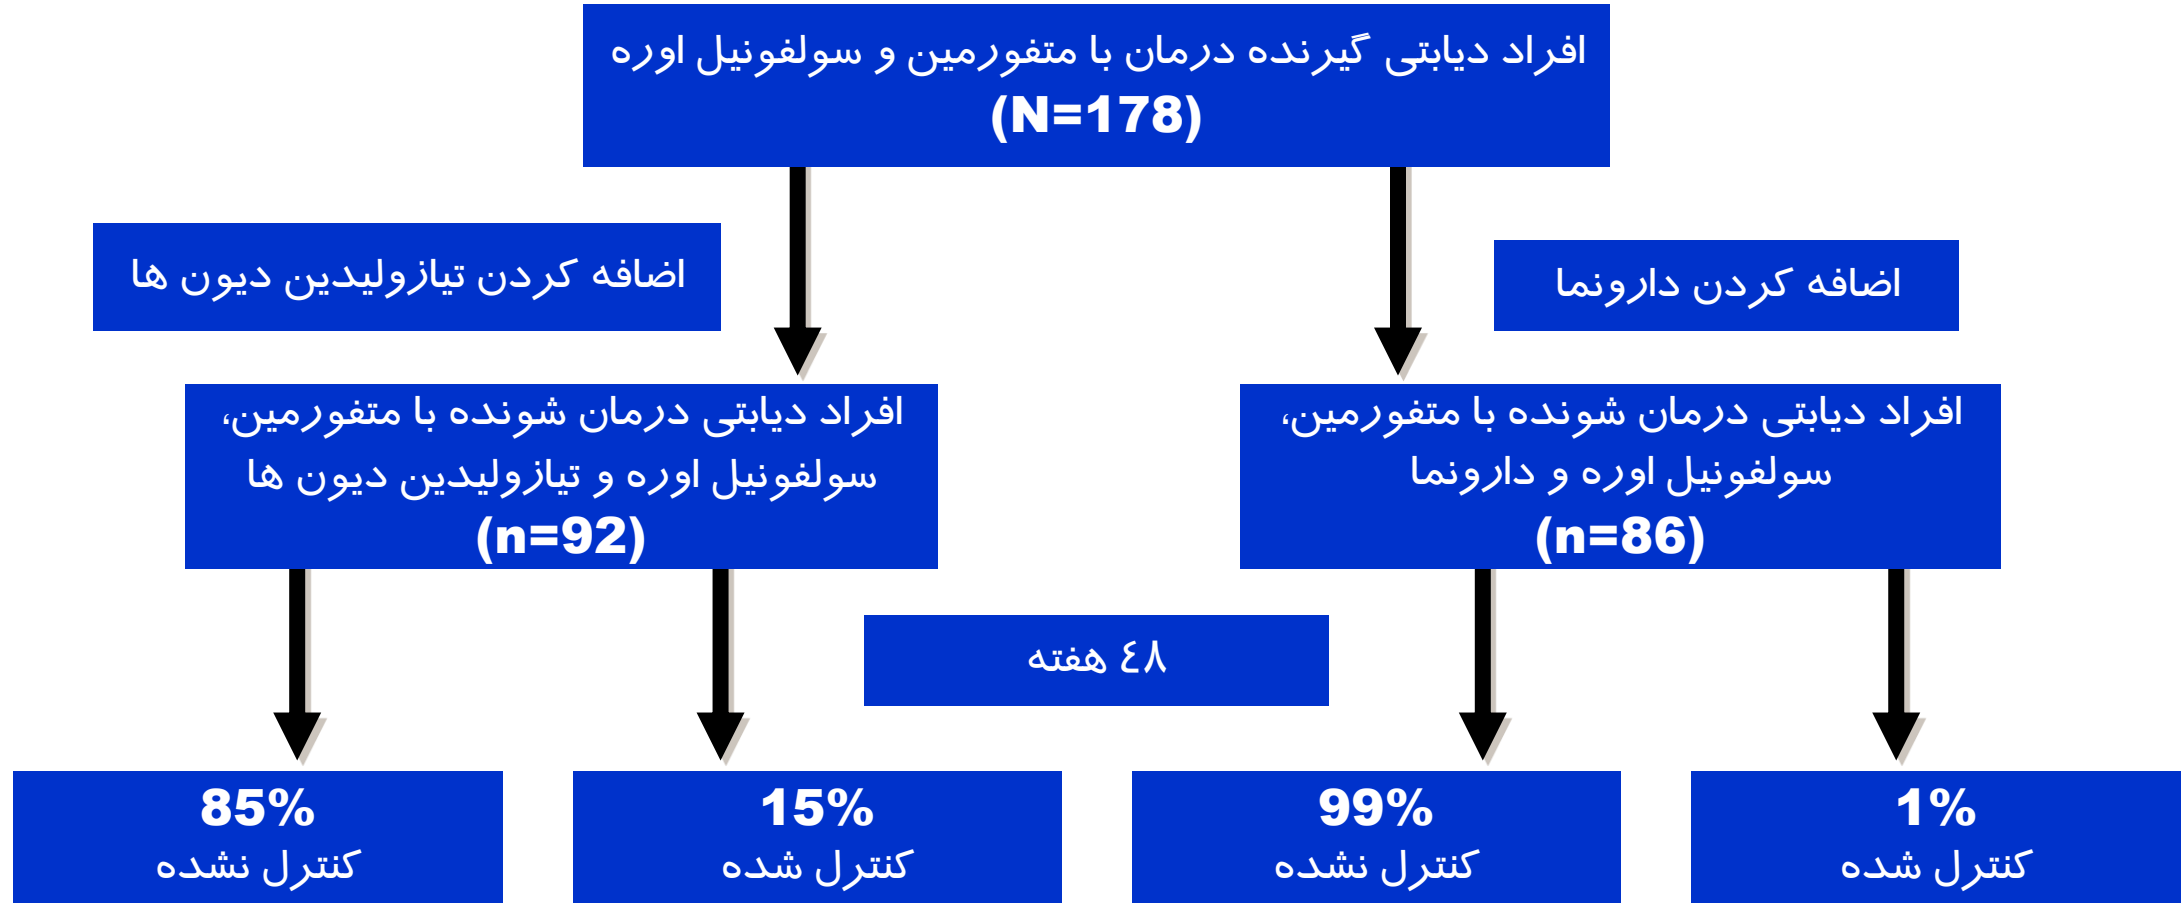 افراد دیابتی گیرنده درمان با متفورمین و سولفونیل اوره
(N=178)
اضافه کردن دارونما
اضافه کردن تیازولیدین دیون ها
افراد دیابتی درمان شونده با متفورمین،
سولفونیل اوره و دارونما
(n=86)
افراد دیابتی درمان شونده با متفورمین،
سولفونیل اوره و تیازولیدین دیون ها
(n=92)
٤٨ هفته
1%
کنترل شده
99%
کنترل نشده
15%
کنترل شده
85%
کنترل نشده